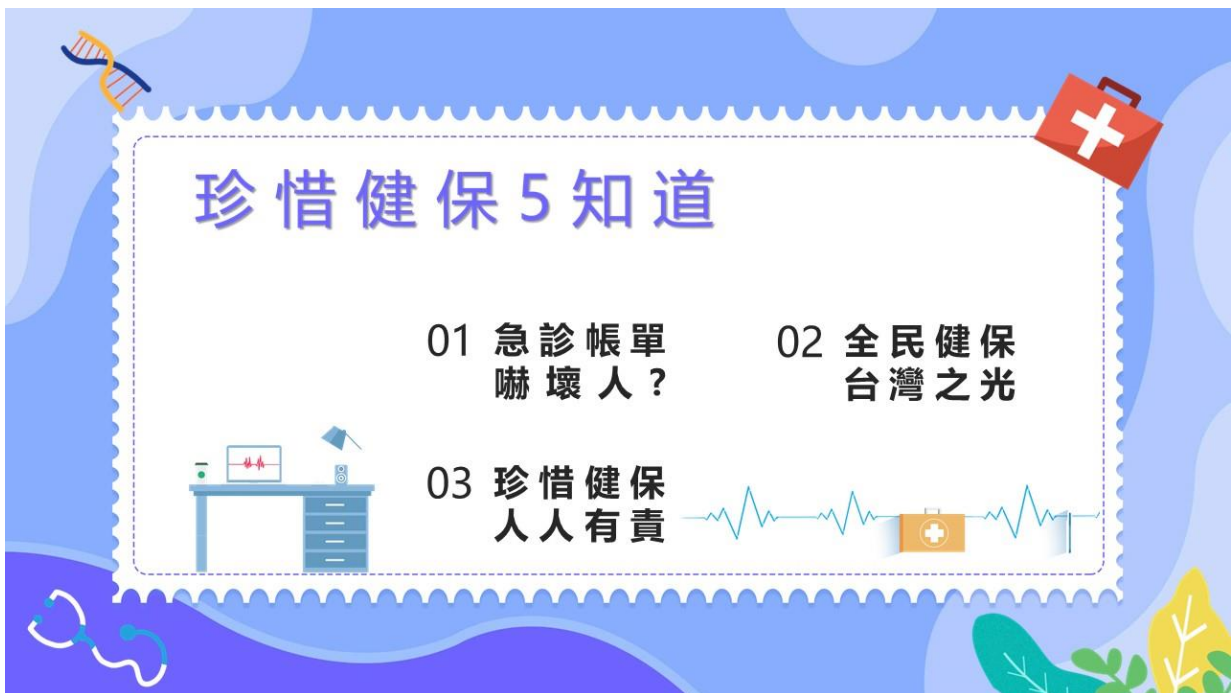 珍惜健保5知道
01 急診帳單
嚇壞人？
02 全民健保
台灣之光
03 珍惜健保
人人有責